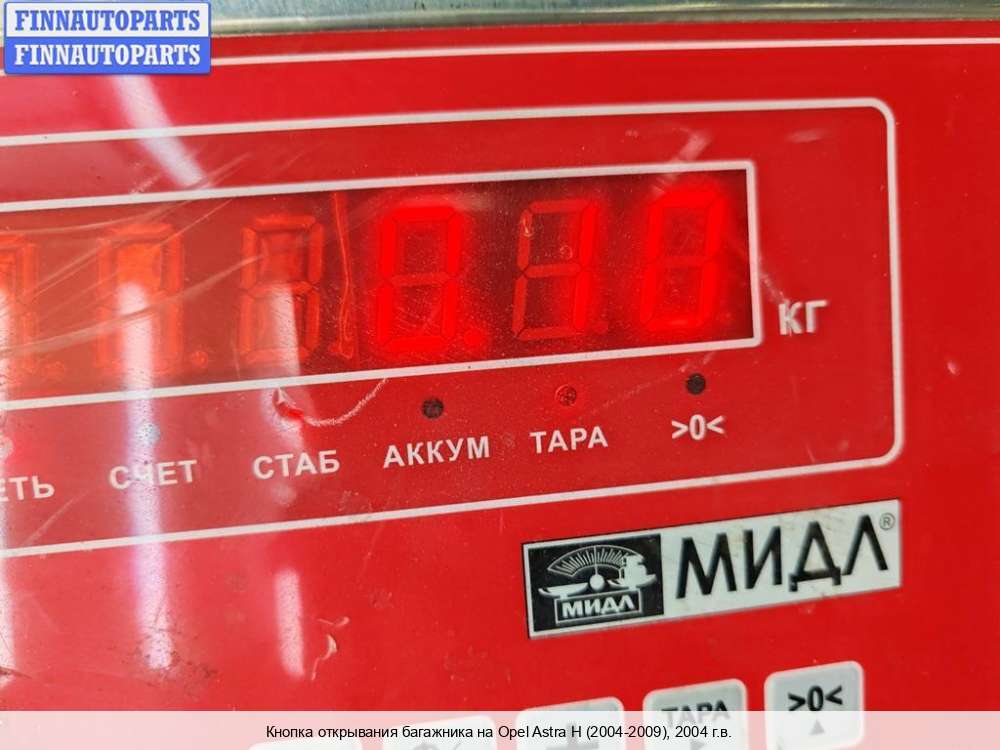 FINNAUTOPARTS
FINNAUTOPARTS
0.10
КГ
СЧЕТ
СТАБ
АККУМ
ТАРА
>0<
МИДЛ
МИДЛ®
ТАРА
>0<
Кнопка открывания багажника на Opel Astra H (2004-2009), 2004 г.в.